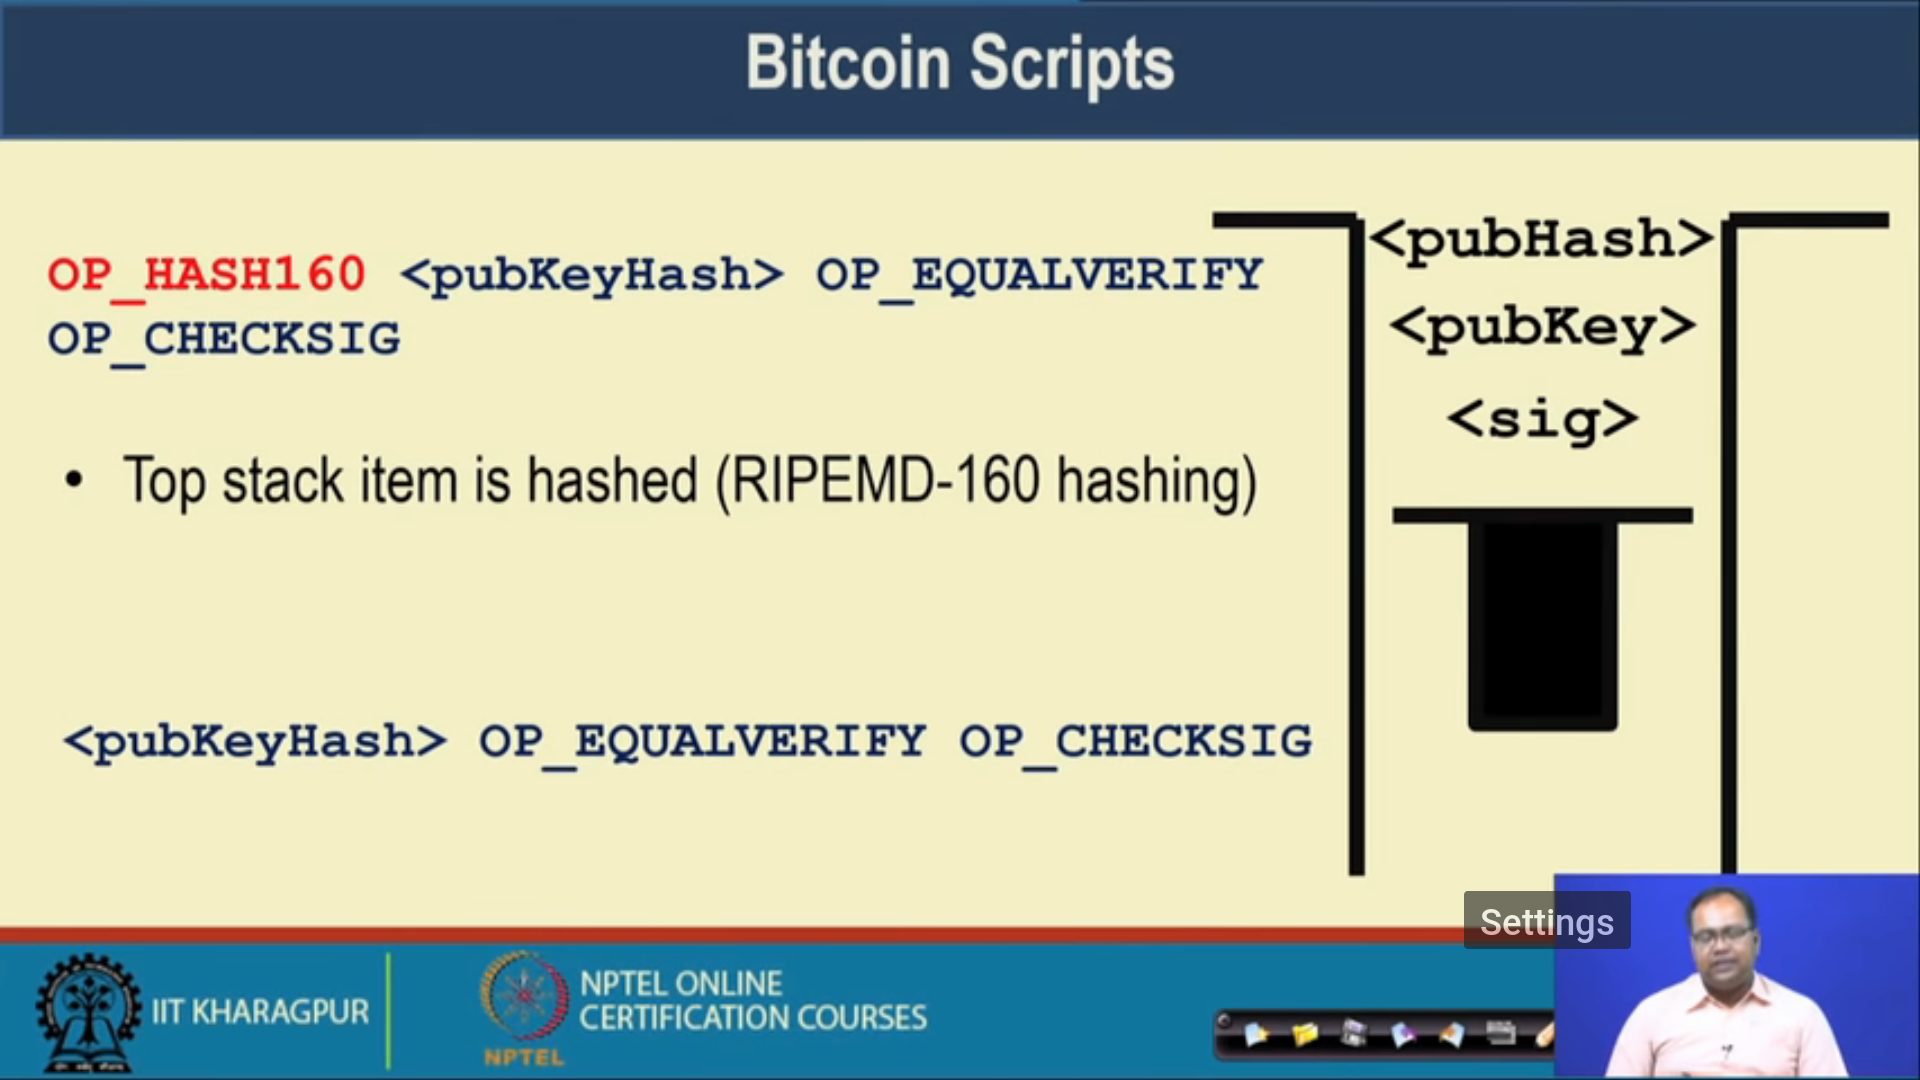 Bitcoin Scripts
OP_HASH160 <pubKeyHash> OP_EQUALVERIFY
OP_CHECKSIG
• Top stack item is hashed (RIPEMD-160 hashing)
<pubKeyHash> OP_EQUALVERIFY OP_CHECKSIG
<pubHash>
<pubKey>
<sig>
Settings
IIT KHARAGPUR
NPTEL ONLINE
CERTIFICATION COURSES
NPTEL